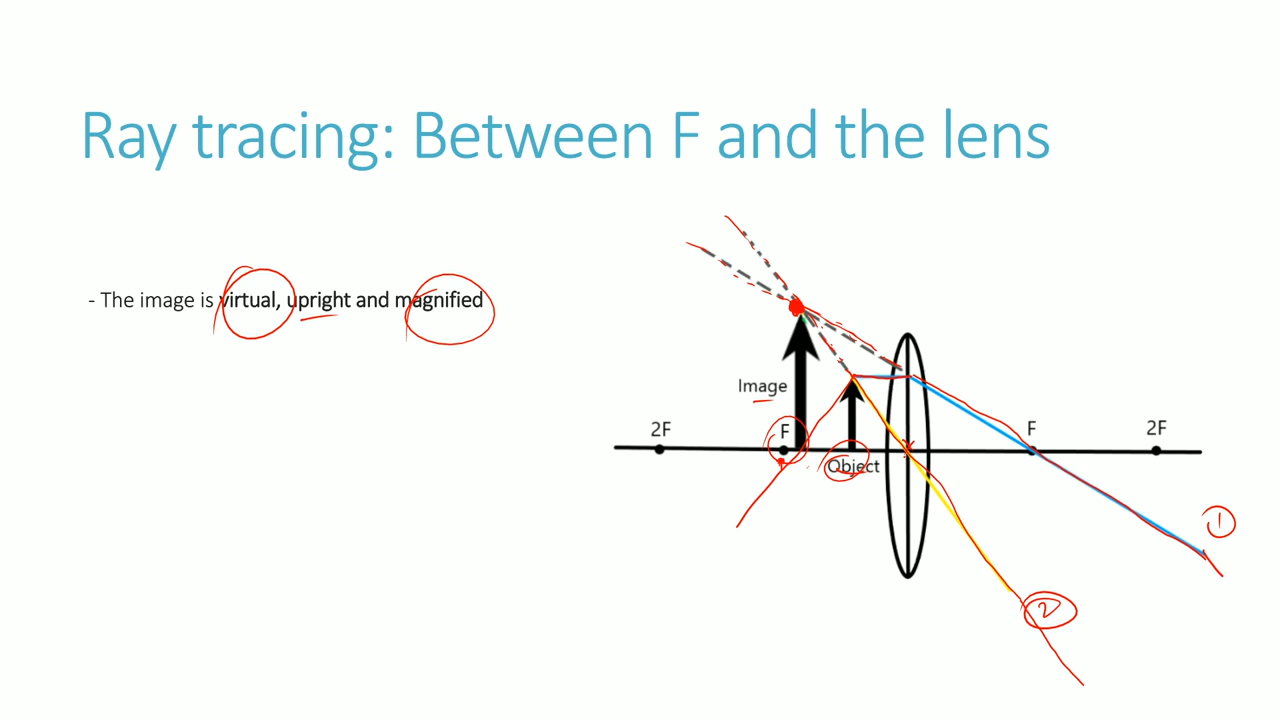 Ray tracing: Between F and the lens
- The image is virtual, upright and magnified
Image
2F
F
F
2F
Object
1
2